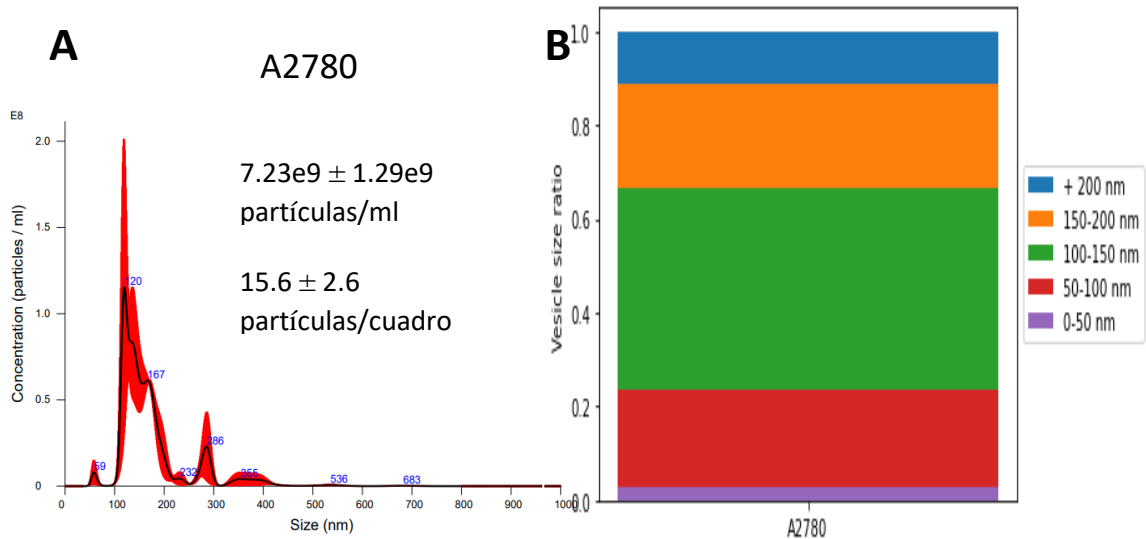 A
A2780
E8
Concentration (particles / ml)
2.0
1.5
1.0
0.5
0
7.23e9 ± 1.29e9
partículas/ml
15.6 ± 2.6
partículas/cuadro
59
120
167
232
286
355
536
683
0 100 200 300 400 500 600 700 800 900 1000
Size (nm)
B
Vesicle size ratio
1.0
0.8
0.6
0.4
0.2
0.0
A2780
+ 200 nm
150-200 nm
100-150 nm
50-100 nm
0-50 nm